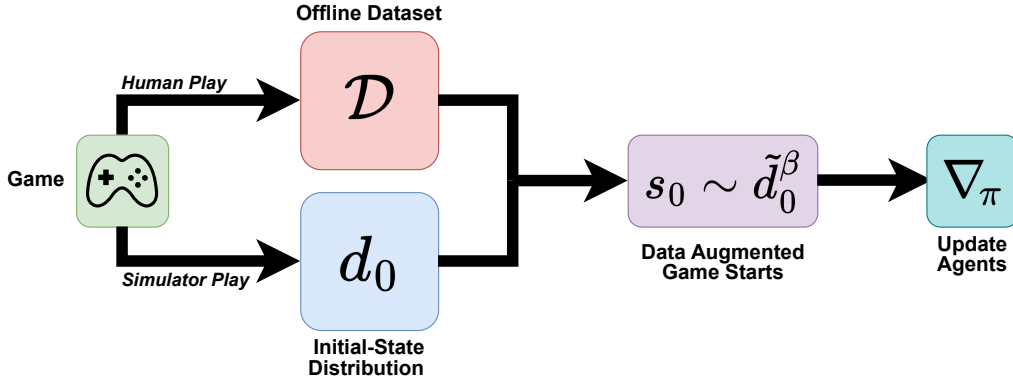 Offline Dataset
Human Play
𝒟
Game
s₀ ∼ d̃₀^β
∇_π
Simulator Play
d₀
Data Augmented
Game Starts
Update
Agents
Initial-State
Distribution